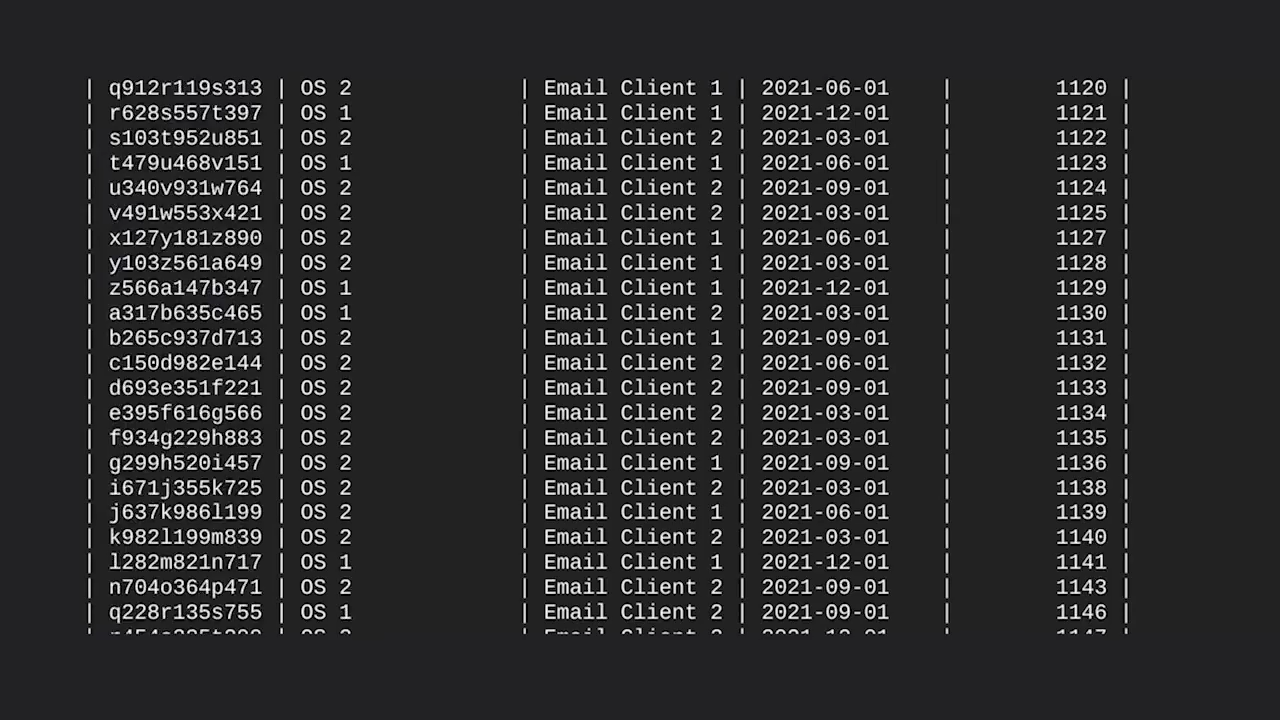 | q912r119s313 | OS 2 | Email Client 1 | 2021-06-01 | 1120 |
| r628s557t397 | OS 1 | Email Client 1 | 2021-12-01 | 1121 |
| s103t952u851 | OS 2 | Email Client 2 | 2021-03-01 | 1122 |
| t479u468v151 | OS 1 | Email Client 1 | 2021-06-01 | 1123 |
| u340v931w764 | OS 2 | Email Client 2 | 2021-09-01 | 1124 |
| v491w553x421 | OS 2 | Email Client 2 | 2021-03-01 | 1125 |
| x127y181z890 | OS 2 | Email Client 1 | 2021-06-01 | 1127 |
| y103z561a649 | OS 2 | Email Client 1 | 2021-03-01 | 1128 |
| z566a147b347 | OS 1 | Email Client 1 | 2021-12-01 | 1129 |
| a317b635c465 | OS 1 | Email Client 2 | 2021-03-01 | 1130 |
| b265c937d713 | OS 2 | Email Client 1 | 2021-09-01 | 1131 |
| c150d982e144 | OS 2 | Email Client 2 | 2021-06-01 | 1132 |
| d693e351f221 | OS 2 | Email Client 2 | 2021-09-01 | 1133 |
| e395f616g566 | OS 2 | Email Client 2 | 2021-03-01 | 1134 |
| f934g229h883 | OS 2 | Email Client 2 | 2021-03-01 | 1135 |
| g299h520i457 | OS 2 | Email Client 1 | 2021-09-01 | 1136 |
| i671j355k725 | OS 2 | Email Client 2 | 2021-03-01 | 1138 |
| j637k986l199 | OS 2 | Email Client 1 | 2021-06-01 | 1139 |
| k982l199m839 | OS 2 | Email Client 2 | 2021-03-01 | 1140 |
| l282m821n717 | OS 1 | Email Client 1 | 2021-12-01 | 1141 |
| n704o364p471 | OS 2 | Email Client 2 | 2021-09-01 | 1143 |
| q228r135s755 | OS 1 | Email Client 2 | 2021-09-01 | 1146 |